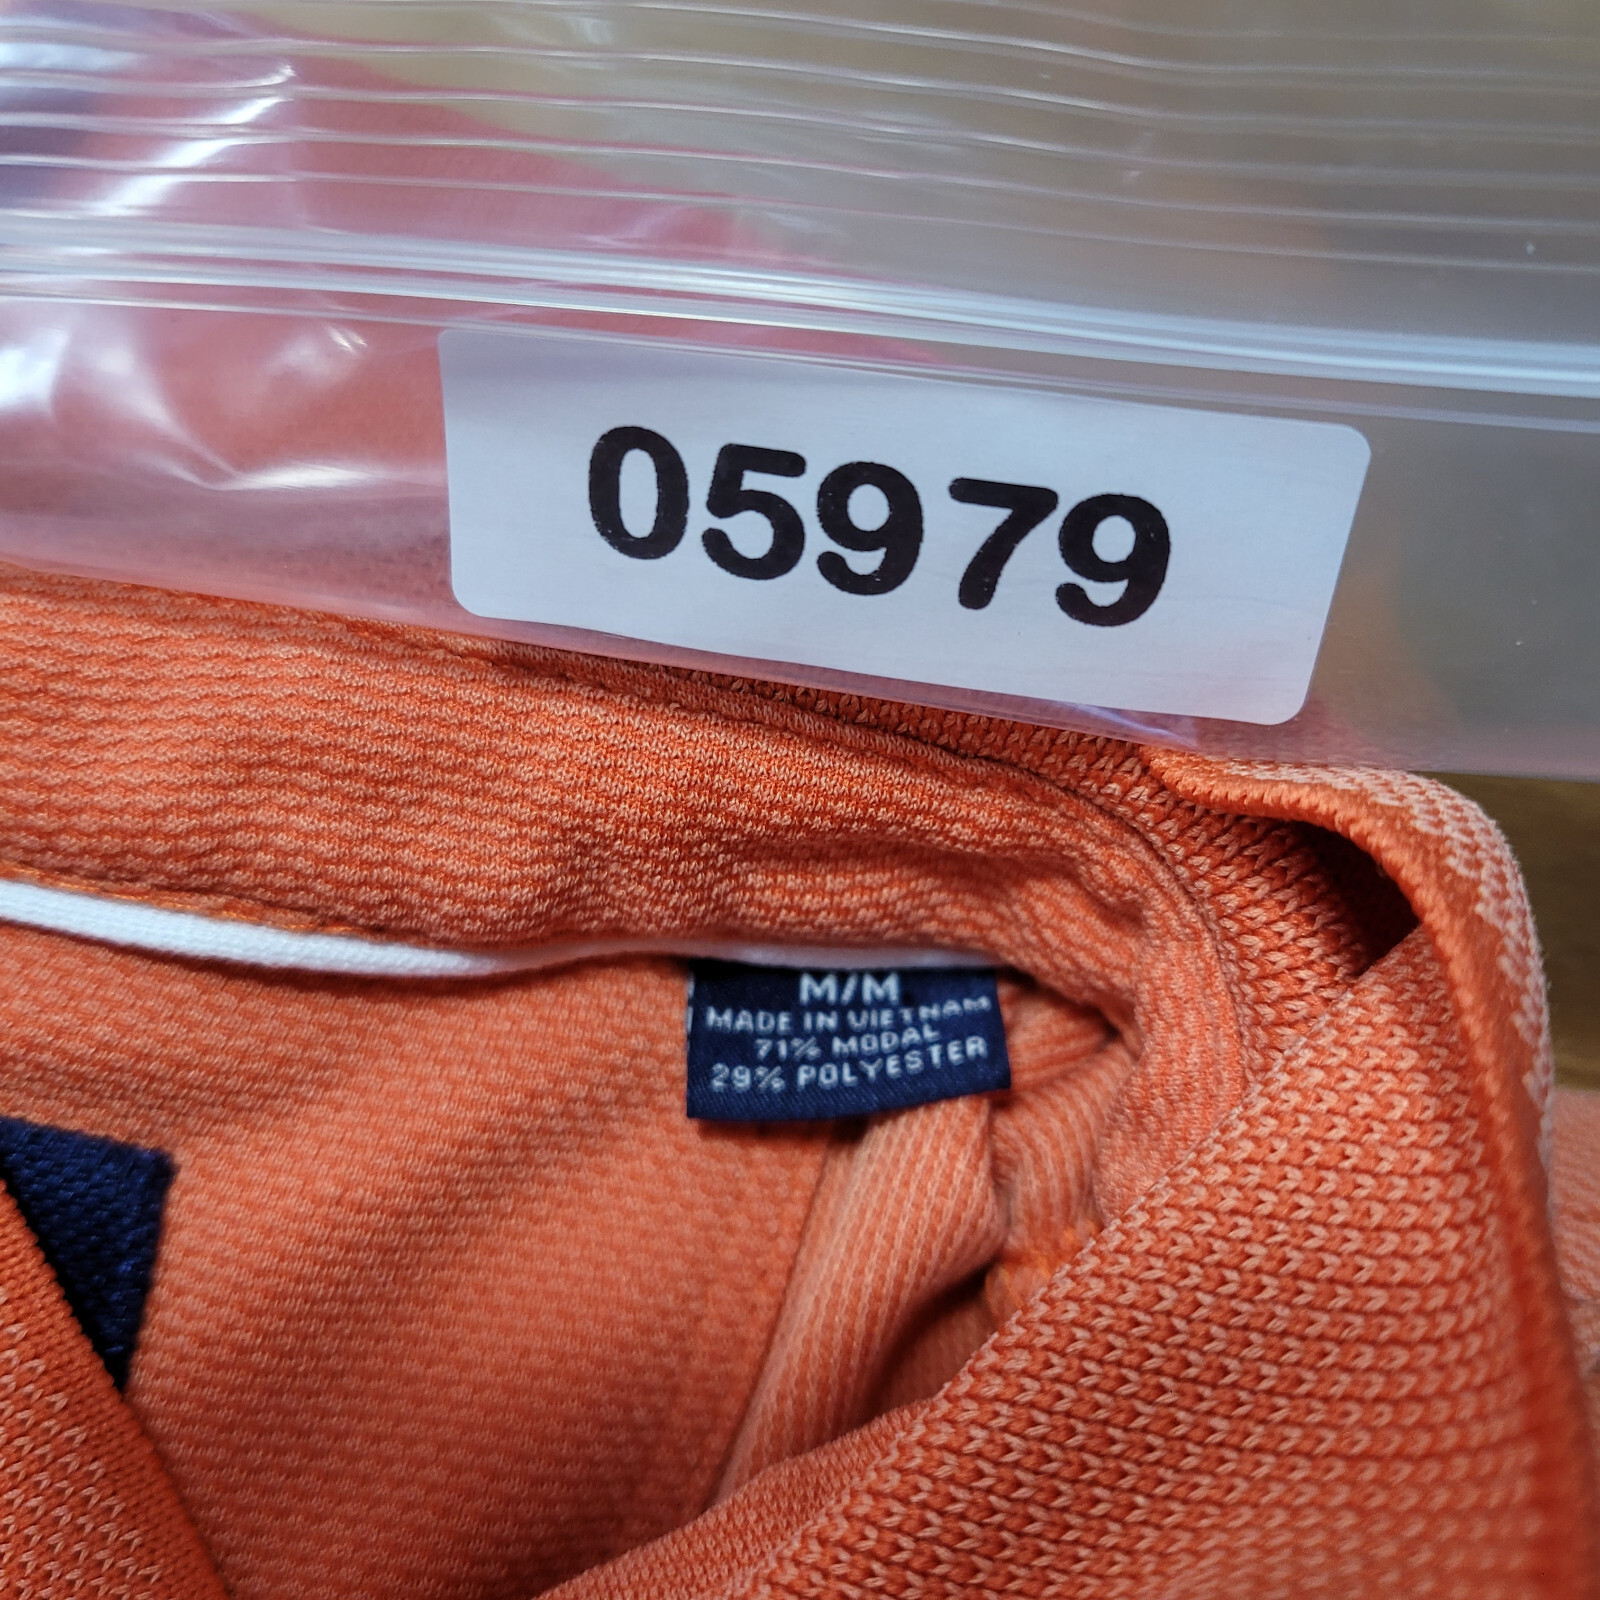 05979
M/M
MADE IN VIETNAM
71% MODAL
29% POLYESTER